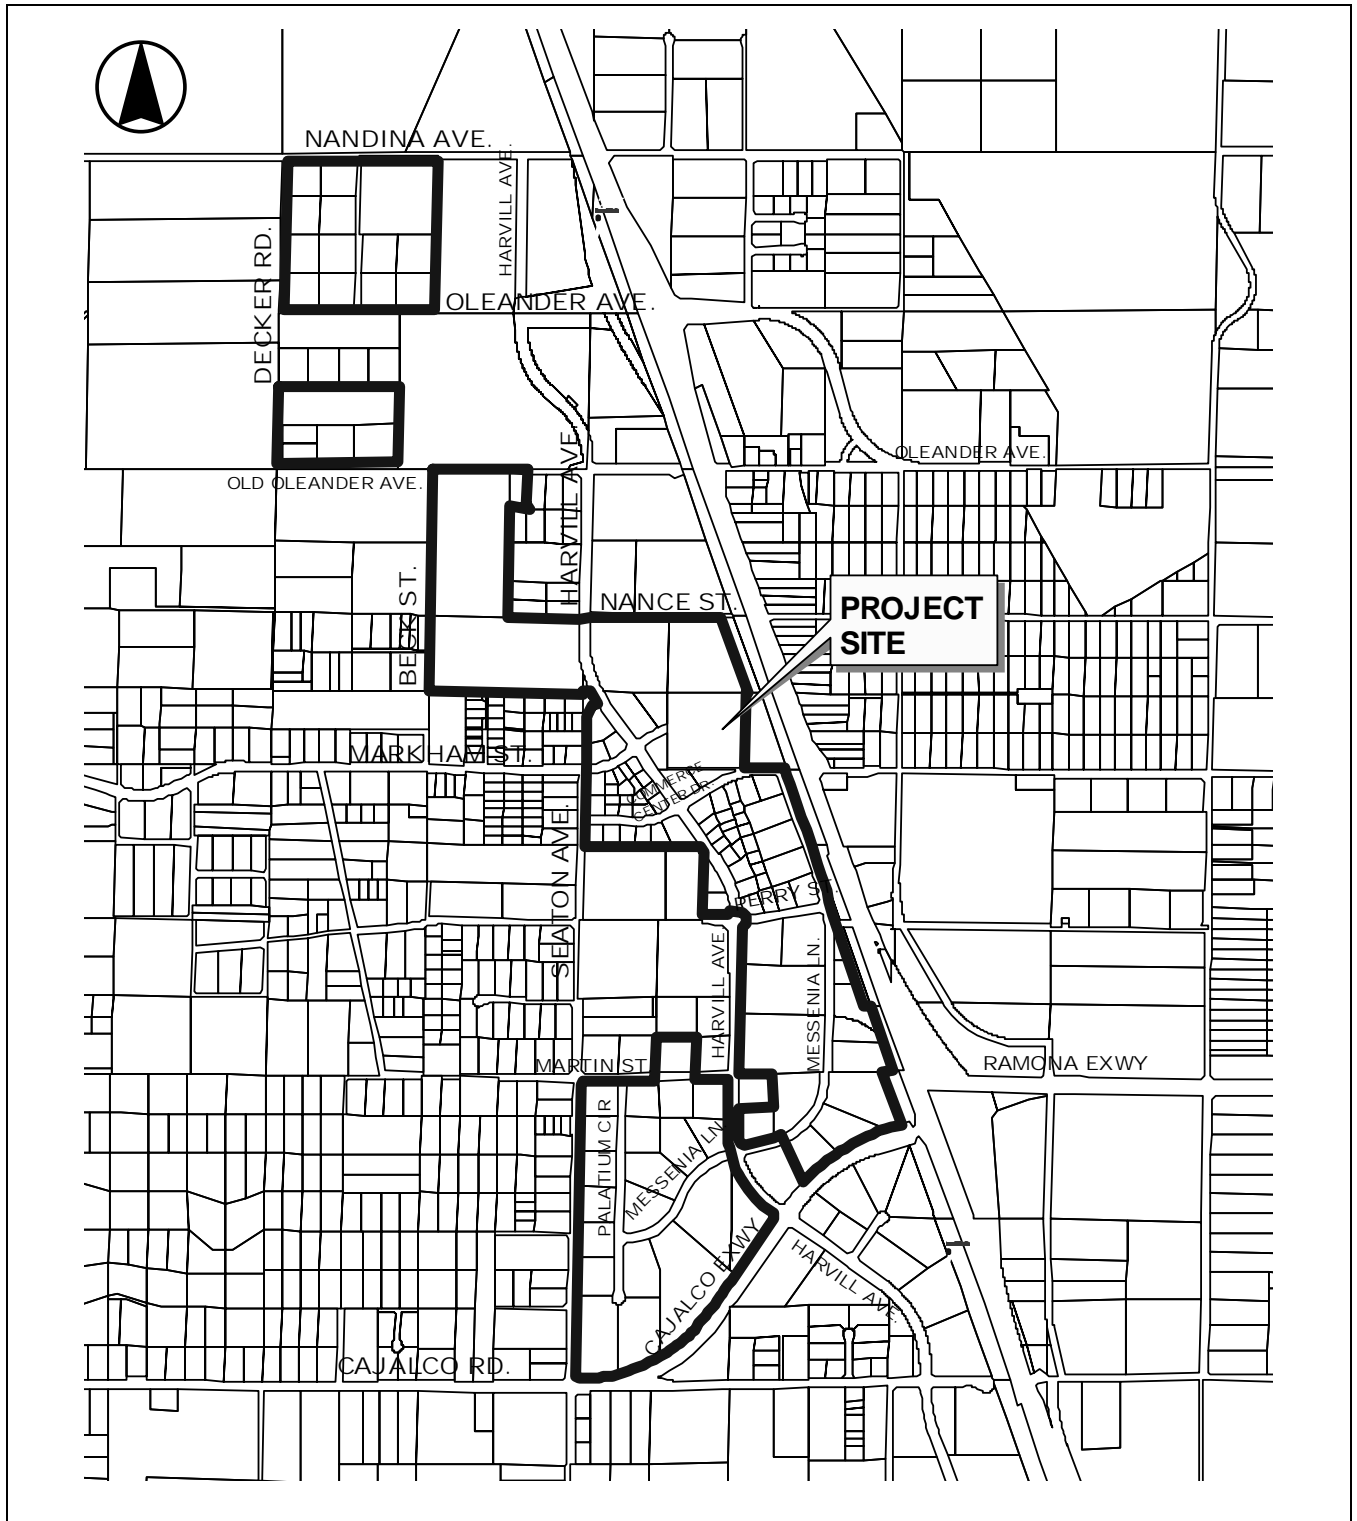 NANDINA AVE.
HARVILL AVE.
DECKER RD.
OLEANDER AVE.
HARVILL AVE.
OLEANDER AVE.
OLD OLEANDER AVE.
BECK ST.
NANCE ST.
PROJECT
SITE
MARKHAM ST.
COMMERCE
CENTER DR.
SEATON AVE.
PERRY ST.
HARVILL AVE
MESSENIA LN.
MARTIN ST
RAMONA EXWY
PALATIUM CIR
MESSENIA LN.
CAJALCO EXWY
HARVILL AVE.
CAJALCO RD.